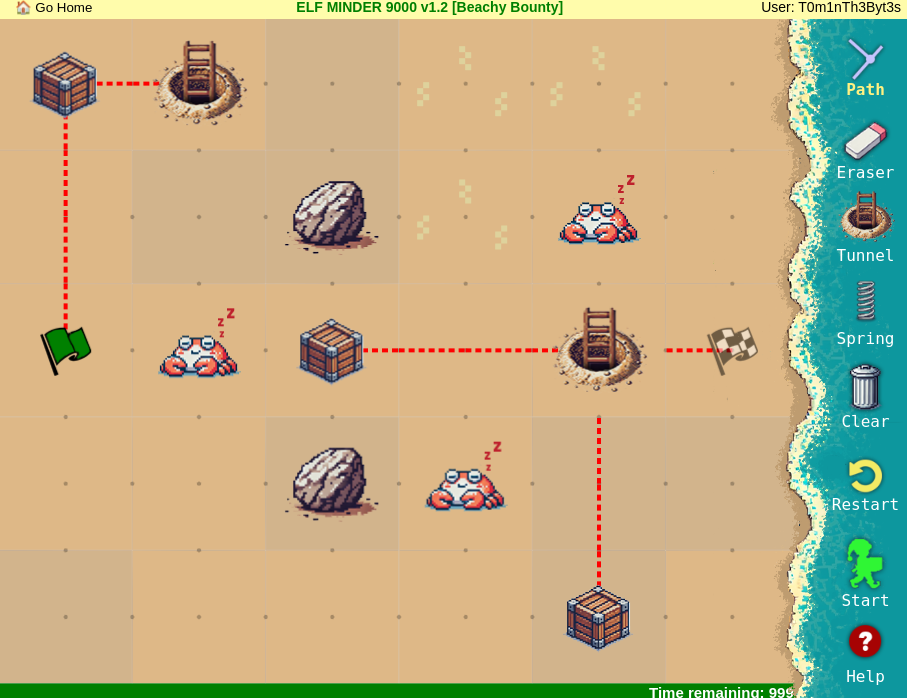 🏠 Go Home
ELF MINDER 9000 v1.2 [Beachy Bounty]
User: T0m1nTh3Byt3s
Path
Eraser
z
z
z
Tunnel
z
z
z
Spring
Clear
z
z
z
Restart
Start
?
Help
Time remaining: 999